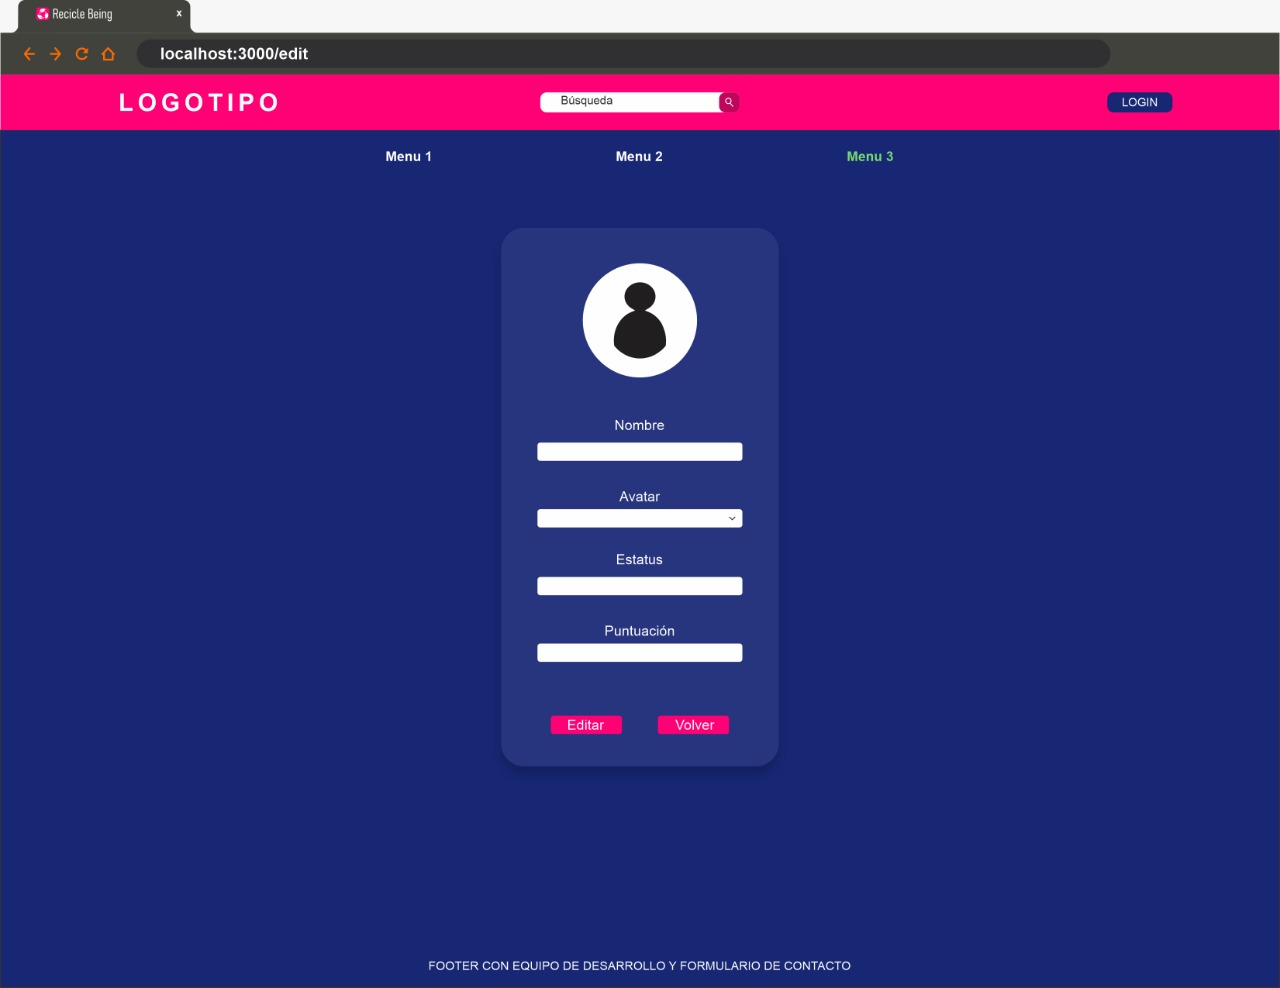 Recicle Being x
localhost:3000/edit
LOGOTIPO
Búsqueda
LOGIN
Menu 1
Menu 2
Menu 3
Nombre
Avatar
Estatus
Puntuación
Editar
Volver
FOOTER CON EQUIPO DE DESARROLLO Y FORMULARIO DE CONTACTO